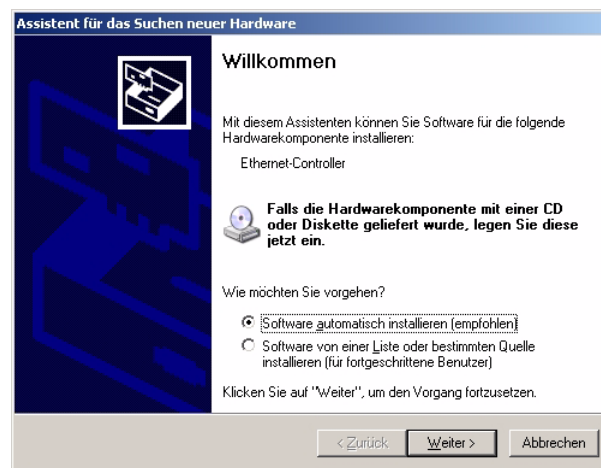 Assistent für das Suchen neuer Hardware
Willkommen
Mit diesem Assistenten können Sie Software für die folgende
Hardwarekomponente installieren:
Ethernet-Controller
Falls die Hardwarekomponente mit einer CD
oder Diskette geliefert wurde, legen Sie diese
jetzt ein.
Wie möchten Sie vorgehen?
Software automatisch installieren (empfohlen)
Software von einer Liste oder bestimmten Quelle
installieren (für fortgeschrittene Benutzer)
Klicken Sie auf "Weiter", um den Vorgang fortzusetzen.
< Zurück Weiter > Abbrechen